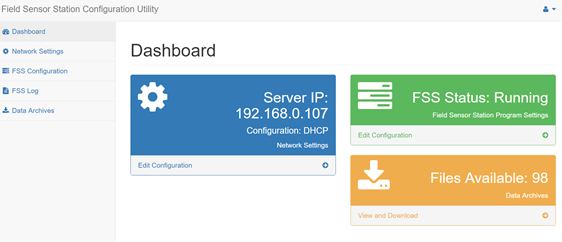 Field Sensor Station Configuration Utility
Dashboard
Network Settings
FSS Configuration
FSS Log
Data Archives
Dashboard
Server IP:
192.168.0.107
Configuration: DHCP
Network Settings
Edit Configuration
FSS Status: Running
Field Sensor Station Program Settings
Edit Configuration
Files Available: 98
Data Archives
View and Download